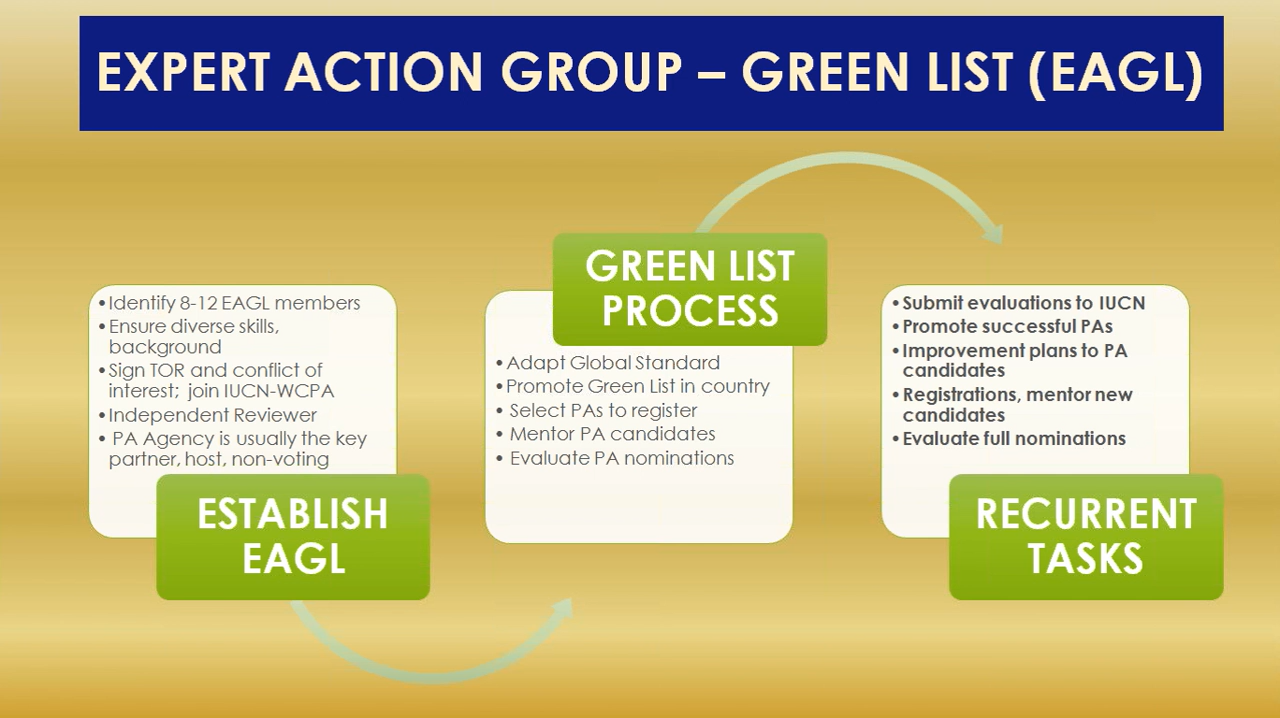 EXPERT ACTION GROUP – GREEN LIST (EAGL)
•Identify 8-12 EAGL members
•Ensure diverse skills,
background
•Sign TOR and conflict of
interest;  join IUCN-WCPA
•Independent Reviewer
• PA Agency is usually the key
partner, host, non-voting
ESTABLISH
EAGL
GREEN LIST
PROCESS
•Adapt Global Standard
•Promote Green List in country
• Select PAs to register
• Mentor PA candidates
• Evaluate PA nominations
•Submit evaluations to IUCN
•Promote successful PAs
•Improvement plans to PA
candidates
•Registrations, mentor new
candidates
•Evaluate full nominations
RECURRENT
TASKS